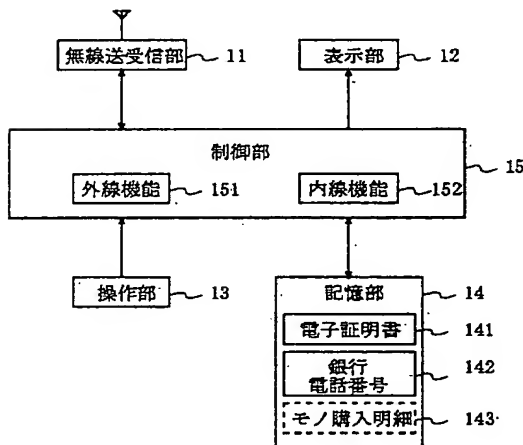 無線送受信部 11
表示部 12
制御部
15
外線機能 151
内線機能 152
操作部 13
記憶部 14
電子証明書 141
銀行
電話番号 142
モノ購入明細 143